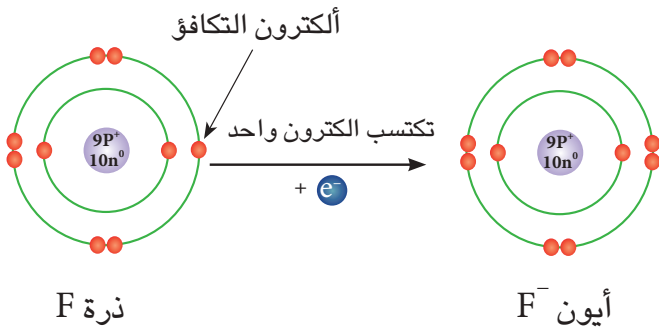 ألكترون التكافؤ
9P⁺
10n⁰
تكتسب الكترون واحد
+ e⁻
9P⁺
10n⁰
ذرة F
أيون F⁻